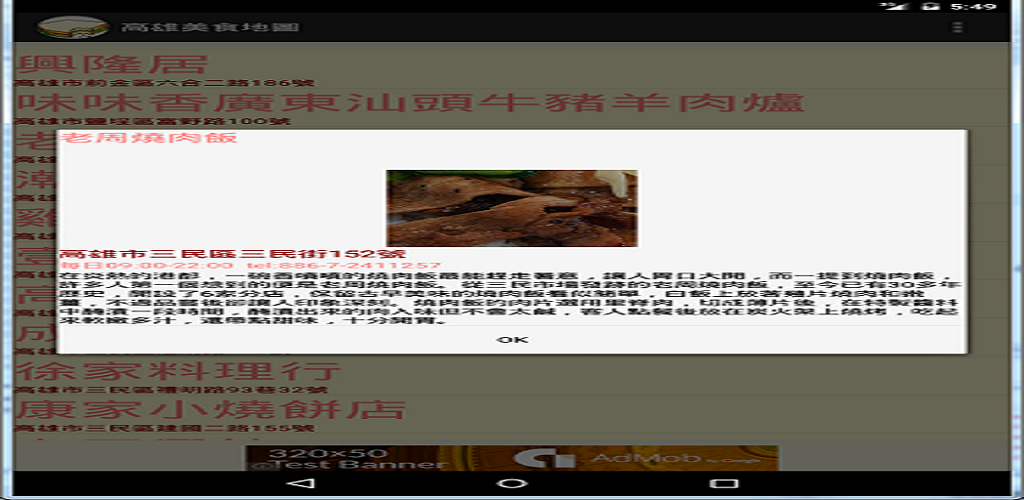 5:49
高雄美食地圖
興隆居
高雄市前金區六合二路186號
味味香廣東汕頭牛豬羊肉爐
高雄市鹽埕區富野路100號
老周燒肉飯
高雄市三民區三民街152號
每日09:00-22:00 tel:886-7-2411257
在炎熱的港都，一碗香噴噴的燒肉飯最能趕走暑意，讓人胃口大開，而一提到燒肉飯，
許多人第一個想到的便是老周燒肉飯。從三民市場發跡的老周燒肉飯，至今已有30多年
歷史，開設了6家分店，保留古早美味的燒肉飯看似簡單，白飯上放著幾片燒肉和嫩
薑，不過品嘗後卻讓人印象深刻。燒肉飯的肉片選用里肌肉，切成薄片後，在特製醬料
中醃漬一段時間，醃漬出來的肉入味但不會太鹹，客人點餐後放在炭火架上燒烤，吃起
來軟嫩多汁，還帶點甜味，十分開胃。
OK
徐家料理行
高雄市三民區禮明路93巷32號
康家小燒餅店
高雄市三民區建國二路155號
320×50
Test Banner
AdMob by Google